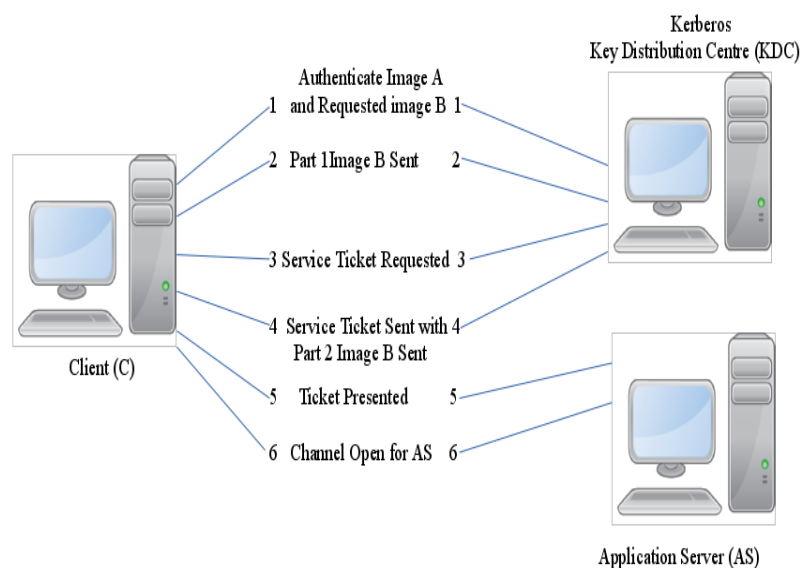 Kerberos
Key Distribution Centre (KDC)
Authenticate Image A
1 and Requested image B 1
2 Part 1Image B Sent 2
3 Service Ticket Requested 3
4 Service Ticket Sent with 4
Part 2 Image B Sent
Client (C)
5 Ticket Presented 5
6 Channel Open for AS 6
Application Server (AS)